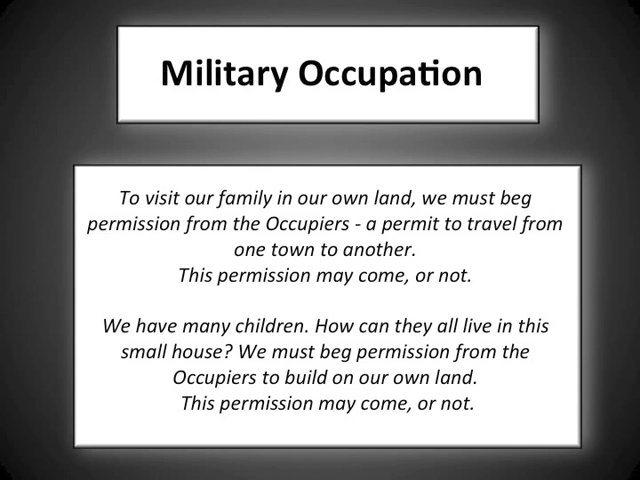 Military Occupation
To visit our family in our own land, we must beg
permission from the Occupiers - a permit to travel from
one town to another.
This permission may come, or not.
We have many children. How can they all live in this
small house? We must beg permission from the
Occupiers to build on our own land.
This permission may come, or not.